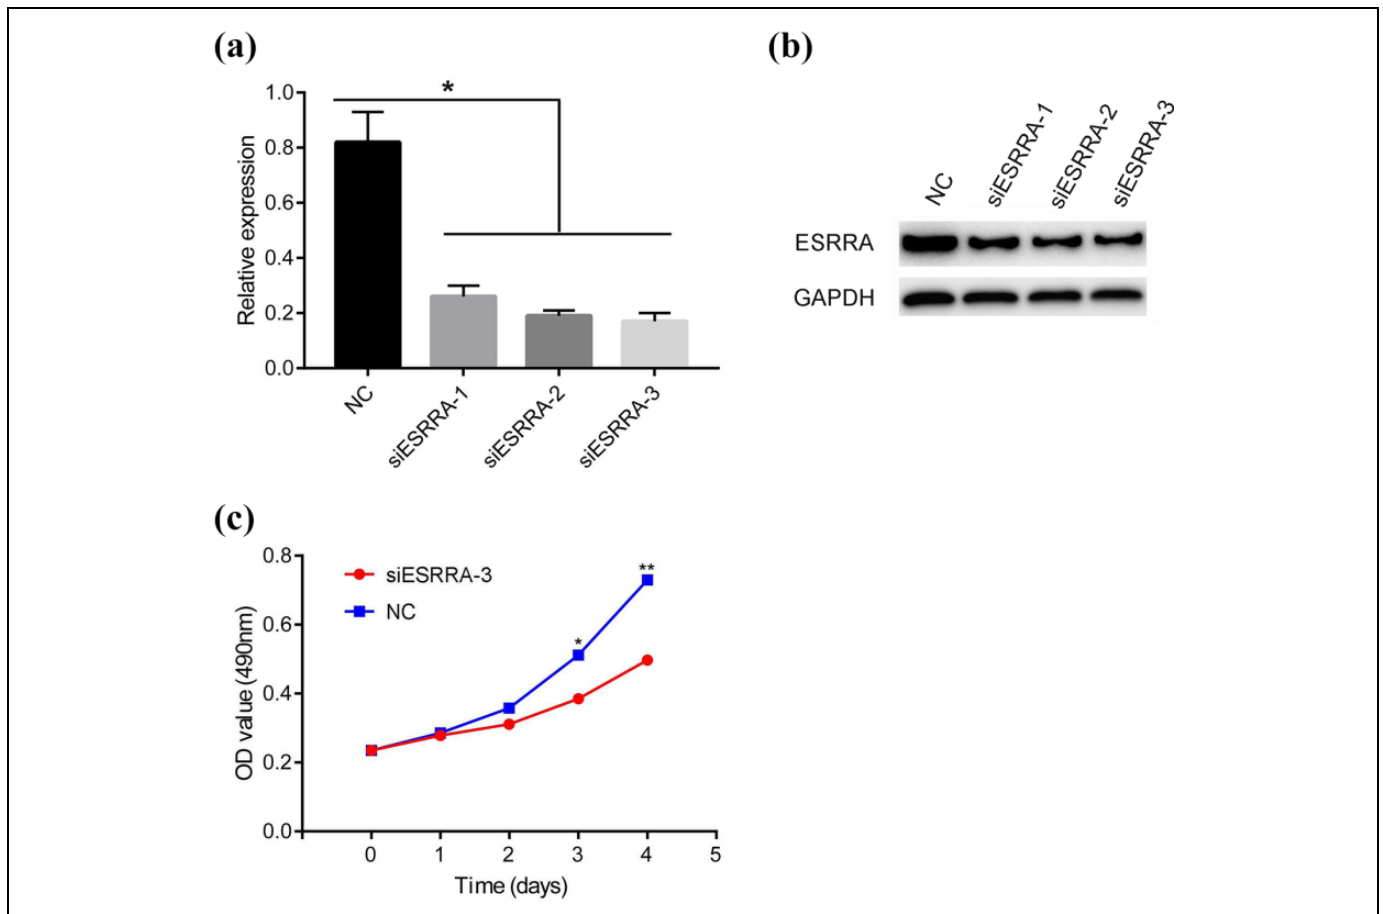 (a)
*
1.0
0.8
0.6
0.4
0.2
0.0
Relative expression
NC
siESRRA-1
siESRRA-2
siESRRA-3
(b)
NC
siESRRA-1
siESRRA-2
siESRRA-3
ESRRA
GAPDH
(c)
0.8
0.6
0.4
0.2
0.0
OD value (490nm)
siESRRA-3
NC
*
**
0 1 2 3 4 5
Time (days)